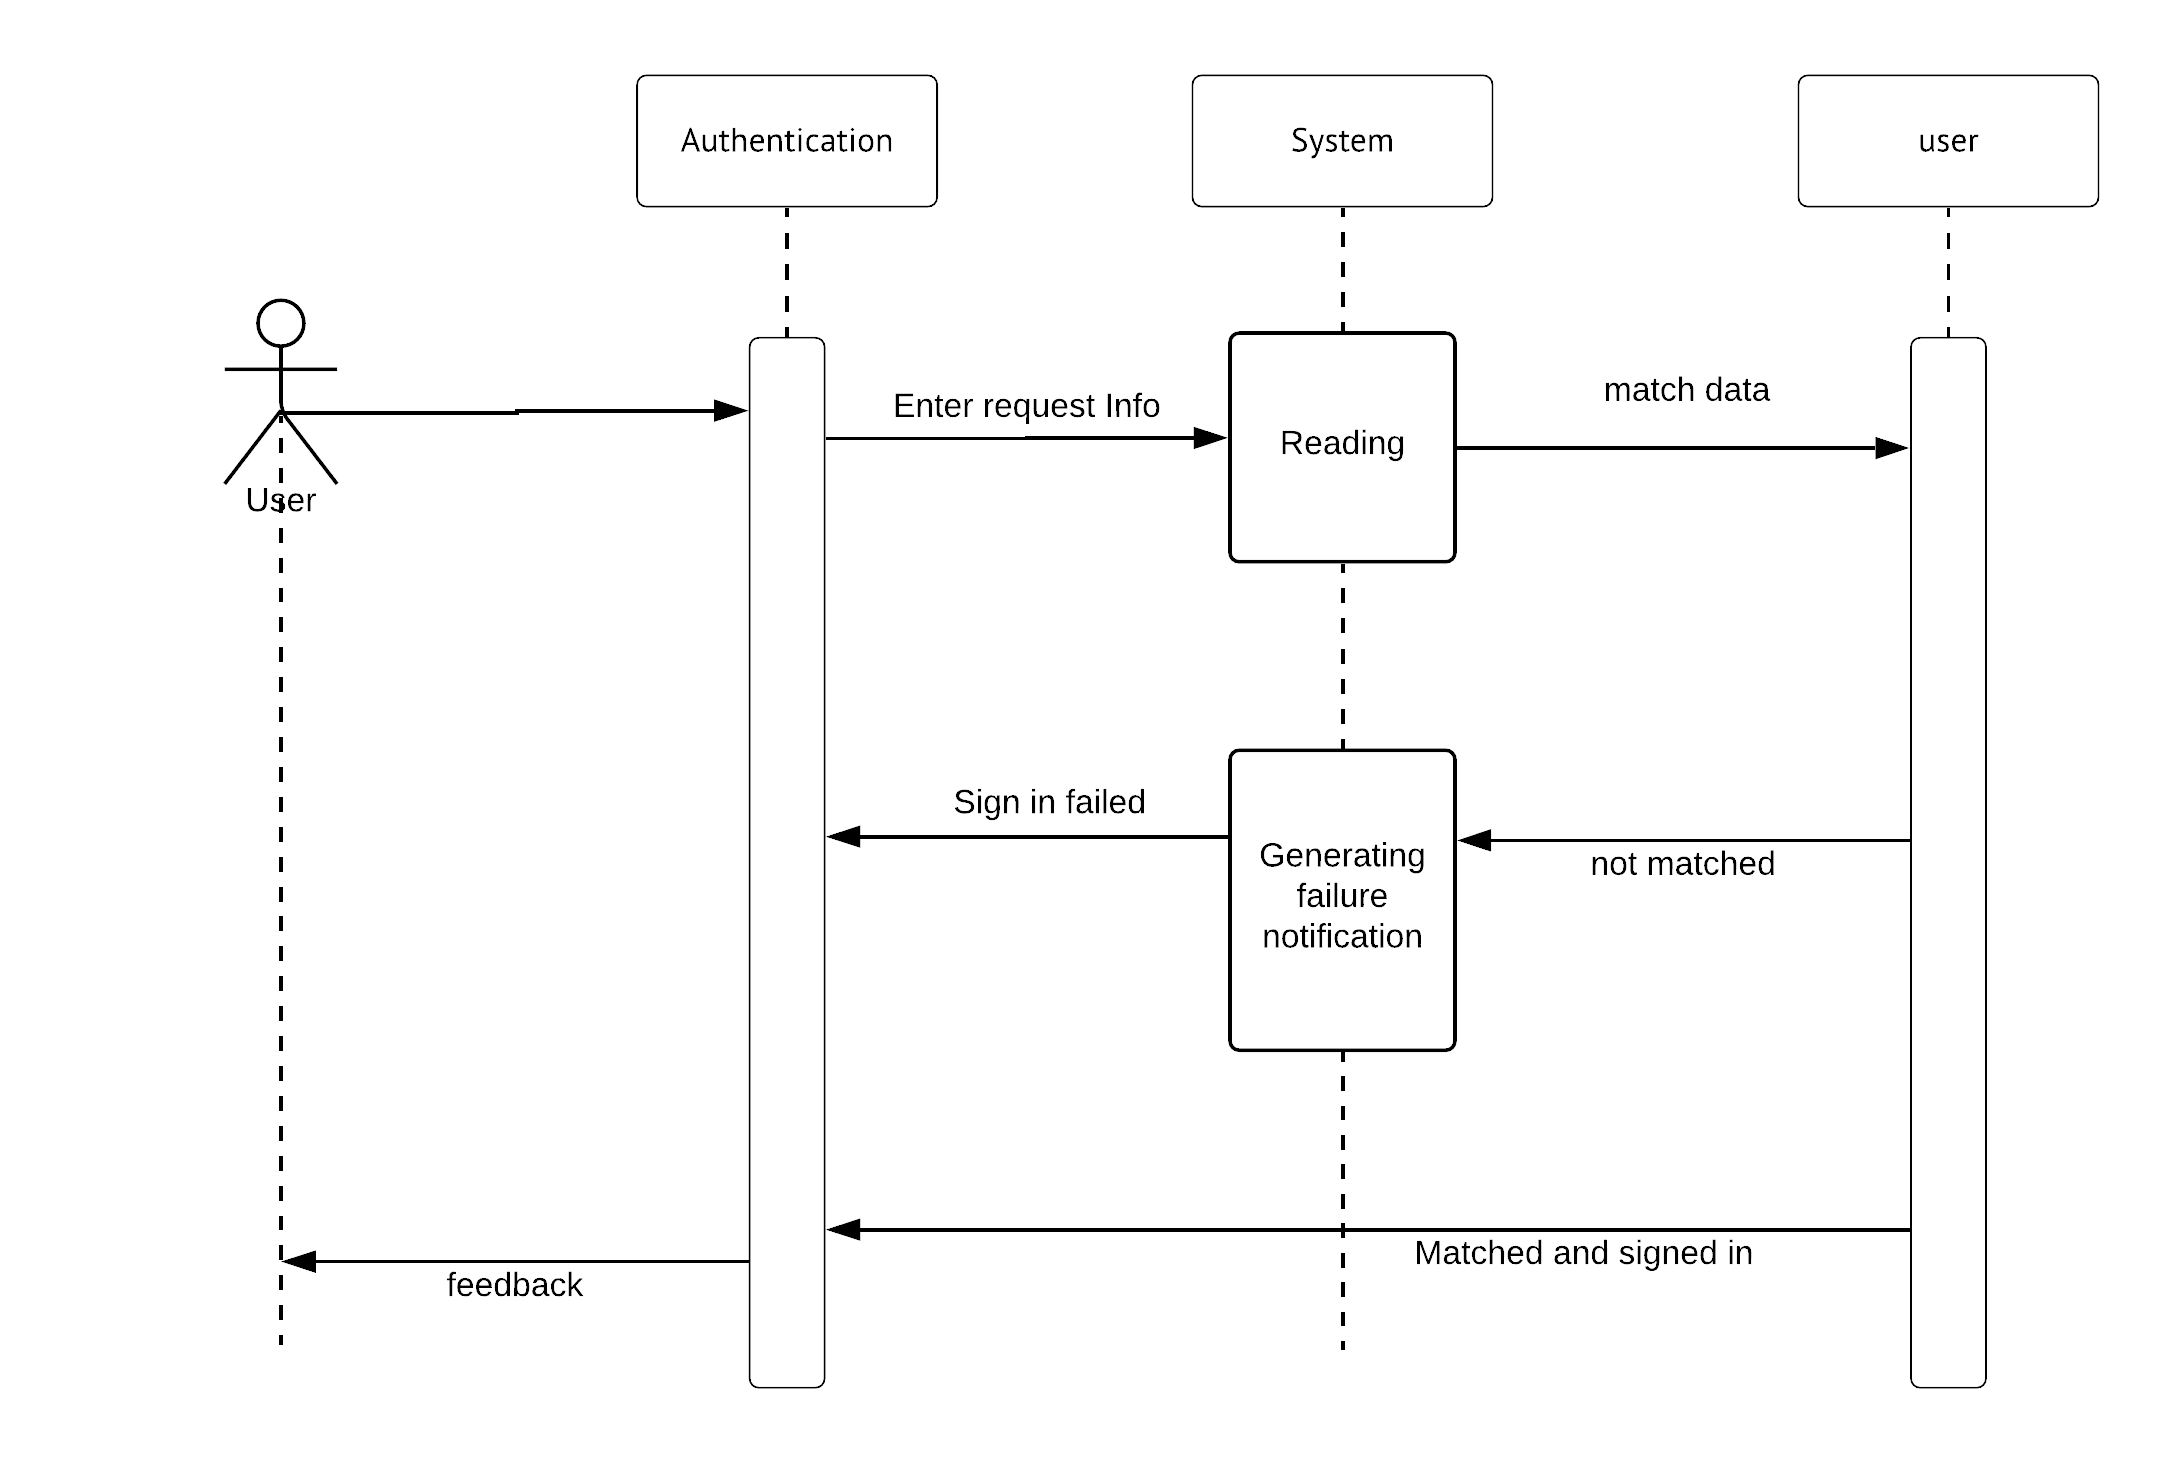 Authentication
System
user
Enter request Info
match data
Reading
User
Sign in failed
Generating
failure
notification
not matched
Matched and signed in
feedback